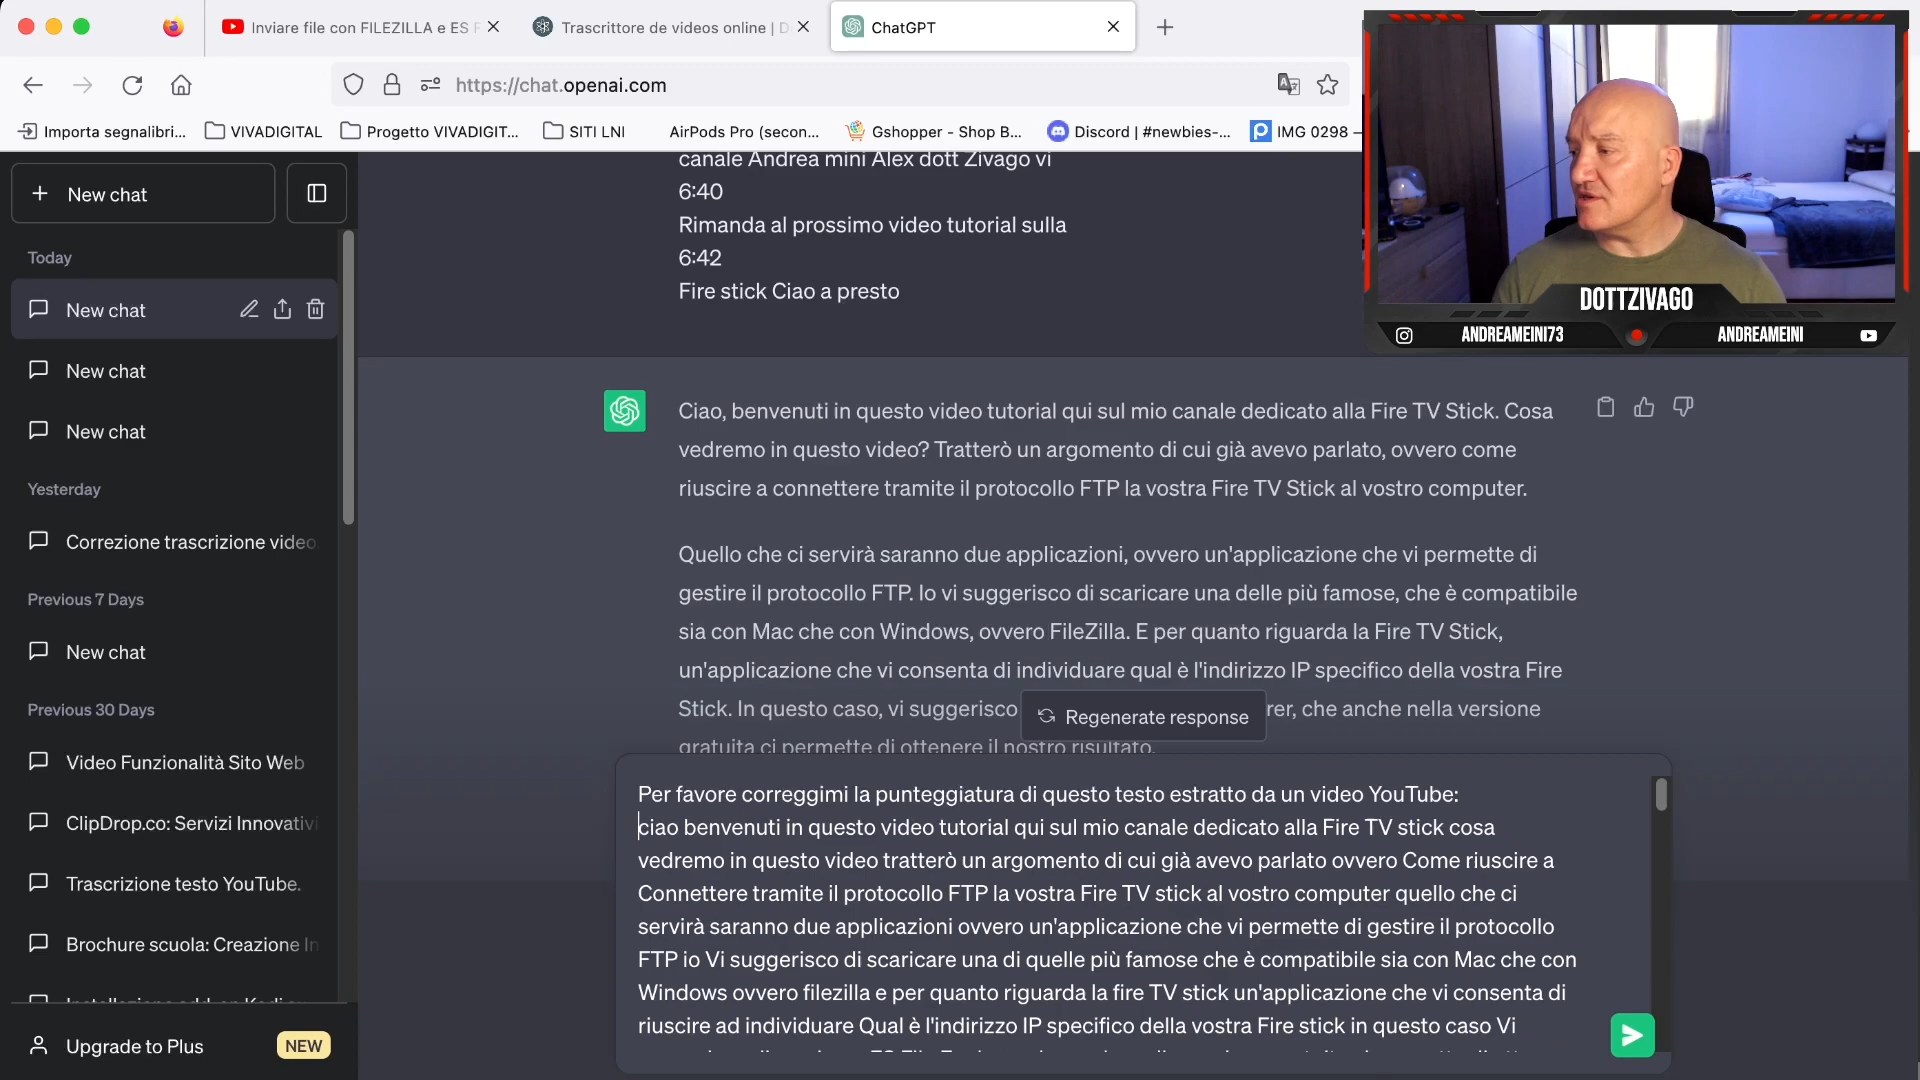 Inviare file con FILEZILLA e ES F
Trascrittore de videos online | D
ChatGPT
https://chat.openai.com
Importa segnalibri...
VIVADIGITAL
Progetto VIVADIGIT...
SITI LNI
AirPods Pro (secon...
Gshopper - Shop B...
Discord | #newbies-...
IMG 0298 –
New chat
Today
New chat
New chat
New chat
Yesterday
Correzione trascrizione video.
Previous 7 Days
New chat
Previous 30 Days
Video Funzionalità Sito Web
ClipDrop.co: Servizi Innovativi
Trascrizione testo YouTube.
Brochure scuola: Creazione In
Upgrade to Plus
NEW
canale Andrea mini Alex dott Zivago vi
6:40
Rimanda al prossimo video tutorial sulla
6:42
Fire stick Ciao a presto
DOTTZIVAGO
ANDREAMEINI73
ANDREAMEINI
Ciao, benvenuti in questo video tutorial qui sul mio canale dedicato alla Fire TV Stick. Cosa
vedremo in questo video? Tratterò un argomento di cui già avevo parlato, ovvero come
riuscire a connettere tramite il protocollo FTP la vostra Fire TV Stick al vostro computer.
Quello che ci servirà saranno due applicazioni, ovvero un'applicazione che vi permette di
gestire il protocollo FTP. Io vi suggerisco di scaricare una delle più famose, che è compatibile
sia con Mac che con Windows, ovvero FileZilla. E per quanto riguarda la Fire TV Stick,
un'applicazione che vi consenta di individuare qual è l'indirizzo IP specifico della vostra Fire
Stick. In questo caso, vi suggerisco rer, che anche nella versione
gratuita ci permette di ottenere il nostro risultato.
Regenerate response
Per favore correggimi la punteggiatura di questo testo estratto da un video YouTube:
ciao benvenuti in questo video tutorial qui sul mio canale dedicato alla Fire TV stick cosa
vedremo in questo video tratterò un argomento di cui già avevo parlato ovvero Come riuscire a
Connettere tramite il protocollo FTP la vostra Fire TV stick al vostro computer quello che ci
servirà saranno due applicazioni ovvero un'applicazione che vi permette di gestire il protocollo
FTP io Vi suggerisco di scaricare una di quelle più famose che è compatibile sia con Mac che con
Windows ovvero filezilla e per quanto riguarda la fire TV stick un'applicazione che vi consenta di
riuscire ad individuare Qual è l'indirizzo IP specifico della vostra Fire stick in questo caso Vi